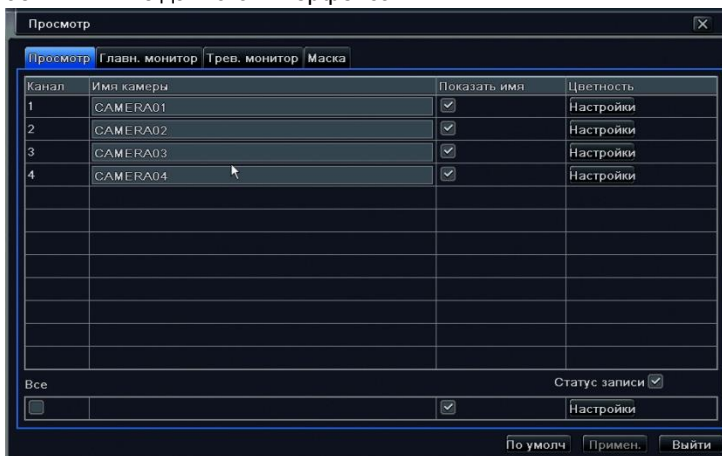 Просмотр
Просмотр Главн. монитор Трев. монитор Маска
Канал Имя камеры Показать имя Цветность
1 CAMERA01 Настройки
2 CAMERA02 Настройки
3 CAMERA03 Настройки
4 CAMERA04 Настройки
Все Статус записи
Настройки
По умолч Примен. Выйти